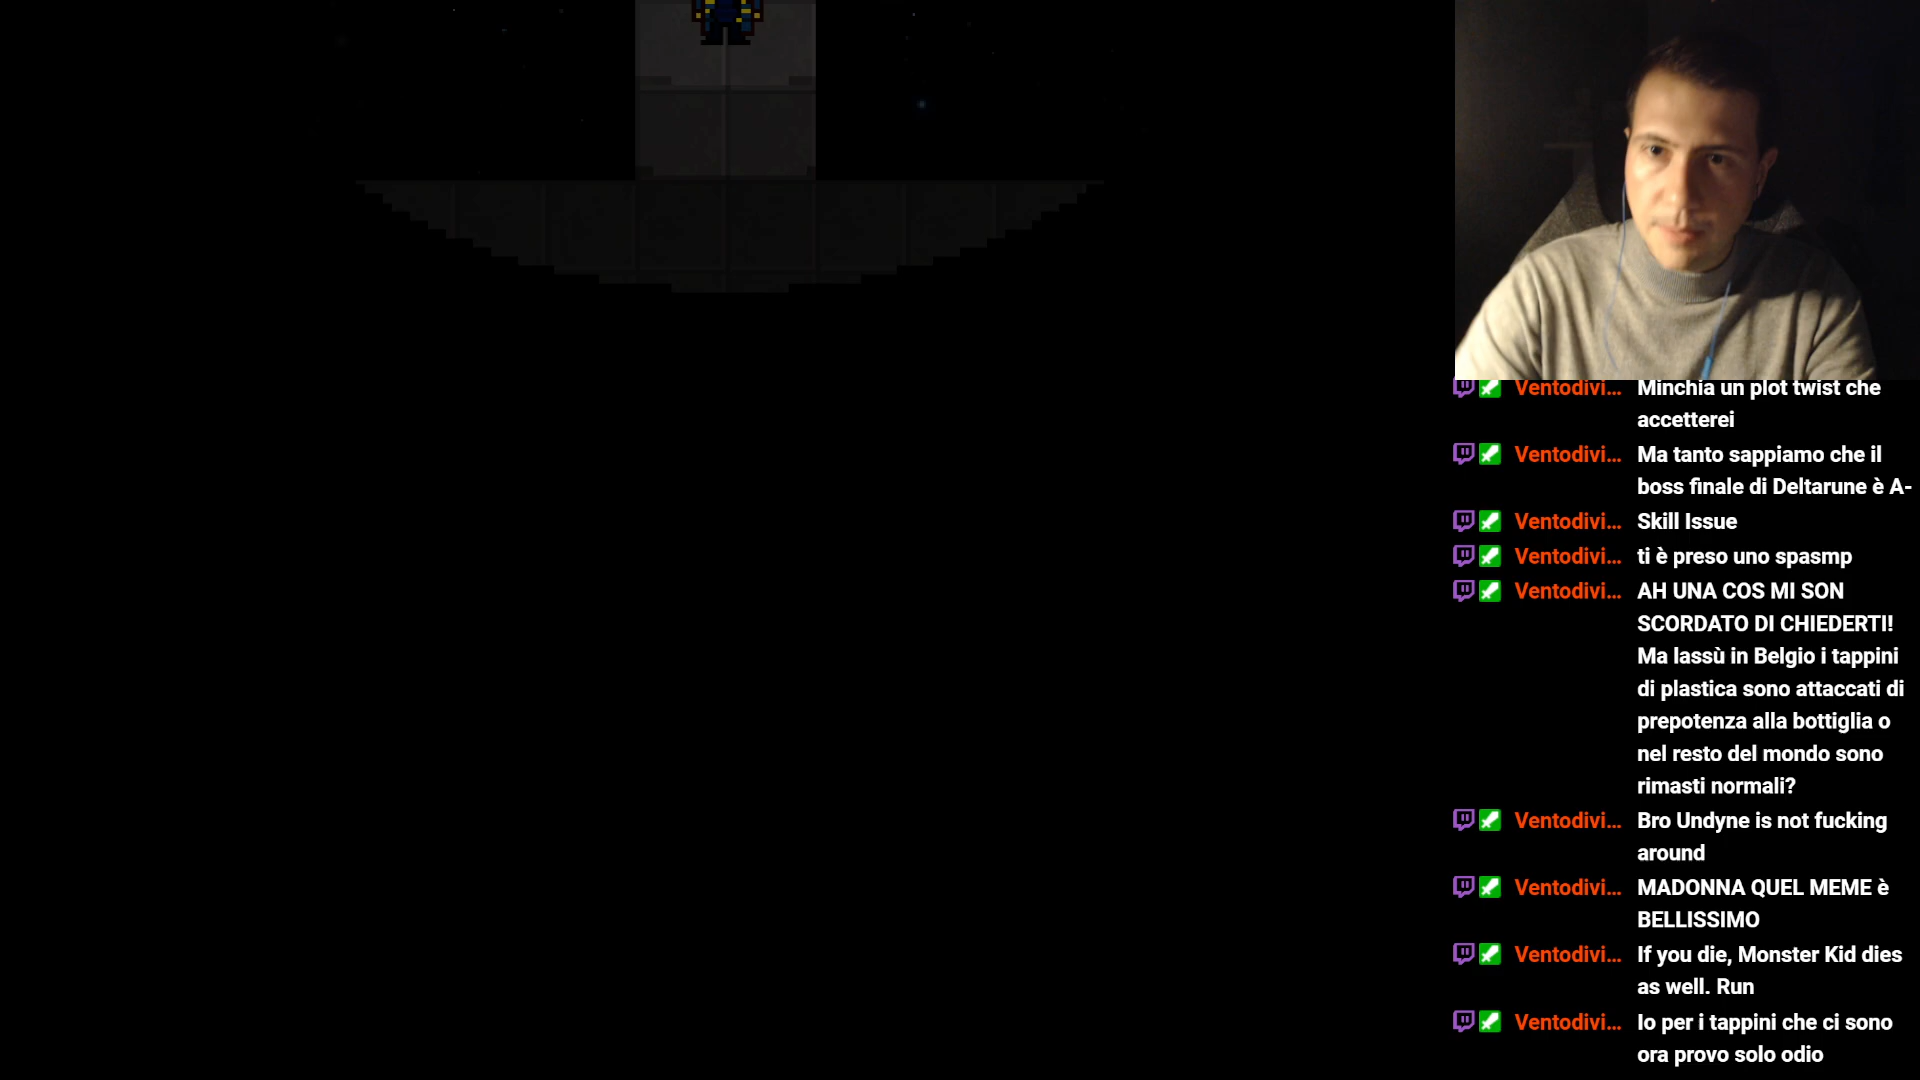 Ventodivi... Minchia un plot twist che
accetterei
Ventodivi... Ma tanto sappiamo che il
boss finale di Deltarune è A-
Ventodivi... Skill Issue
Ventodivi... ti è preso uno spasmp
Ventodivi... AH UNA COS MI SON
SCORDATO DI CHIEDERTI!
Ma lassù in Belgio i tappini
di plastica sono attaccati di
prepotenza alla bottiglia o
nel resto del mondo sono
rimasti normali?
Ventodivi... Bro Undyne is not fucking
around
Ventodivi... MADONNA QUEL MEME è
BELLISSIMO
Ventodivi... If you die, Monster Kid dies
as well. Run
Ventodivi... Io per i tappini che ci sono
ora provo solo odio